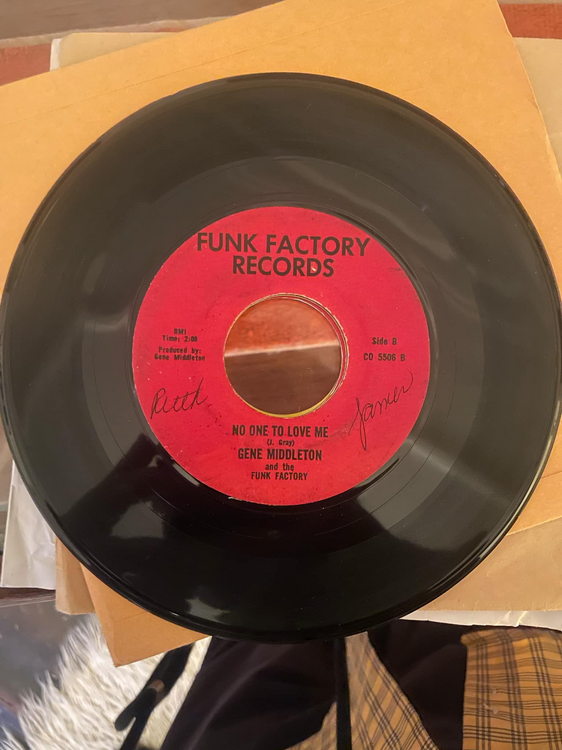 FUNK FACTORY
RECORDS
BMI
Time: 2:08
Produced by:
Gene Middleton
Side B
CO 5506 B
Ruth
James
NO ONE TO LOVE ME
(J. Gray)
GENE MIDDLETON
and the
FUNK FACTORY